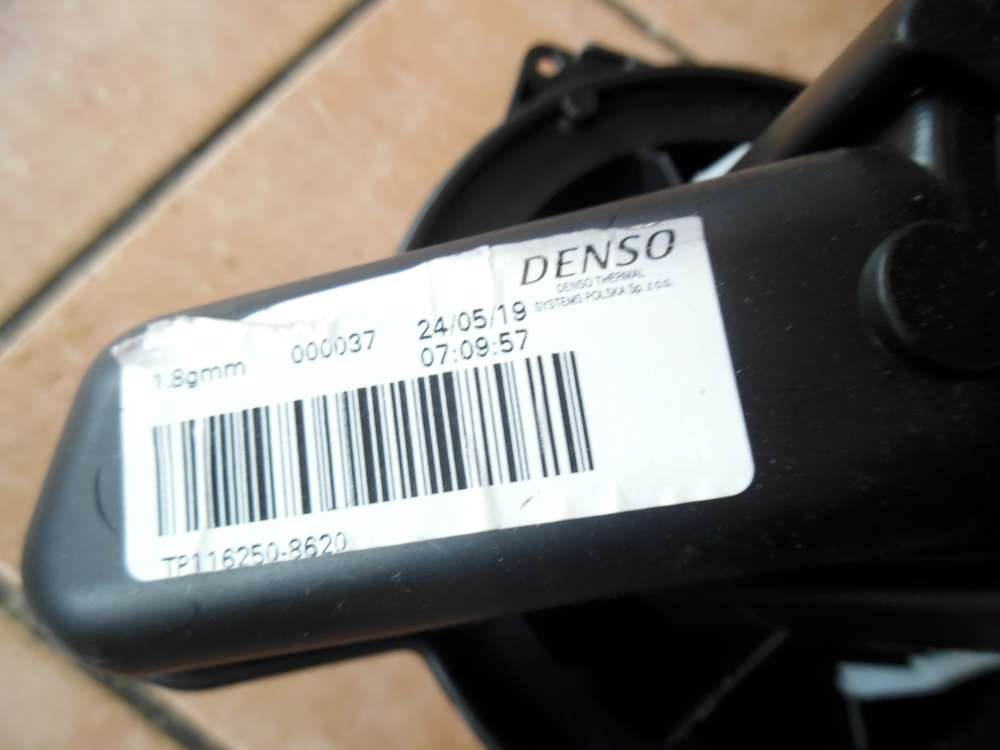 DENSO
DENSO THERMAL
SYSTEMS POLSKA Sp. z.o.o.
1.8gmm 000037 24/05/19
07:09:57
TP116250-8620